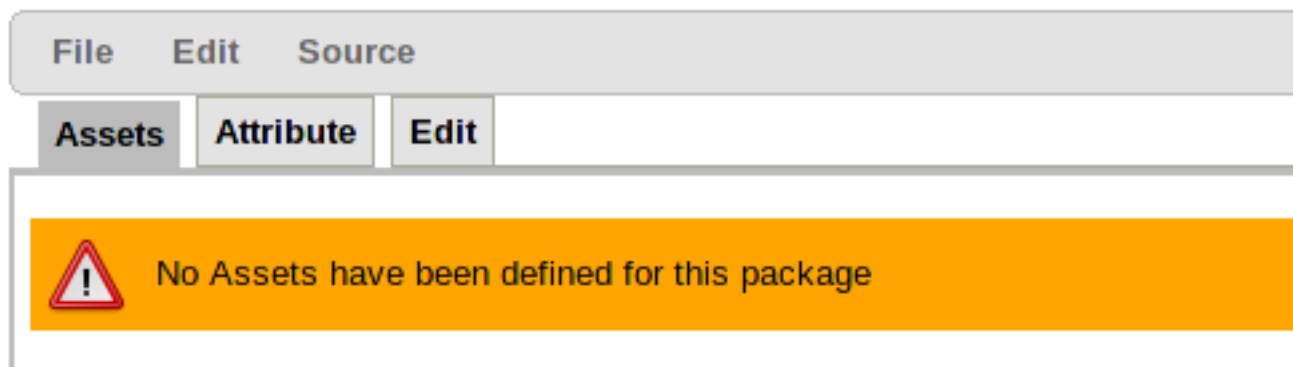 File Edit Source
Assets Attribute Edit
No Assets have been defined for this package